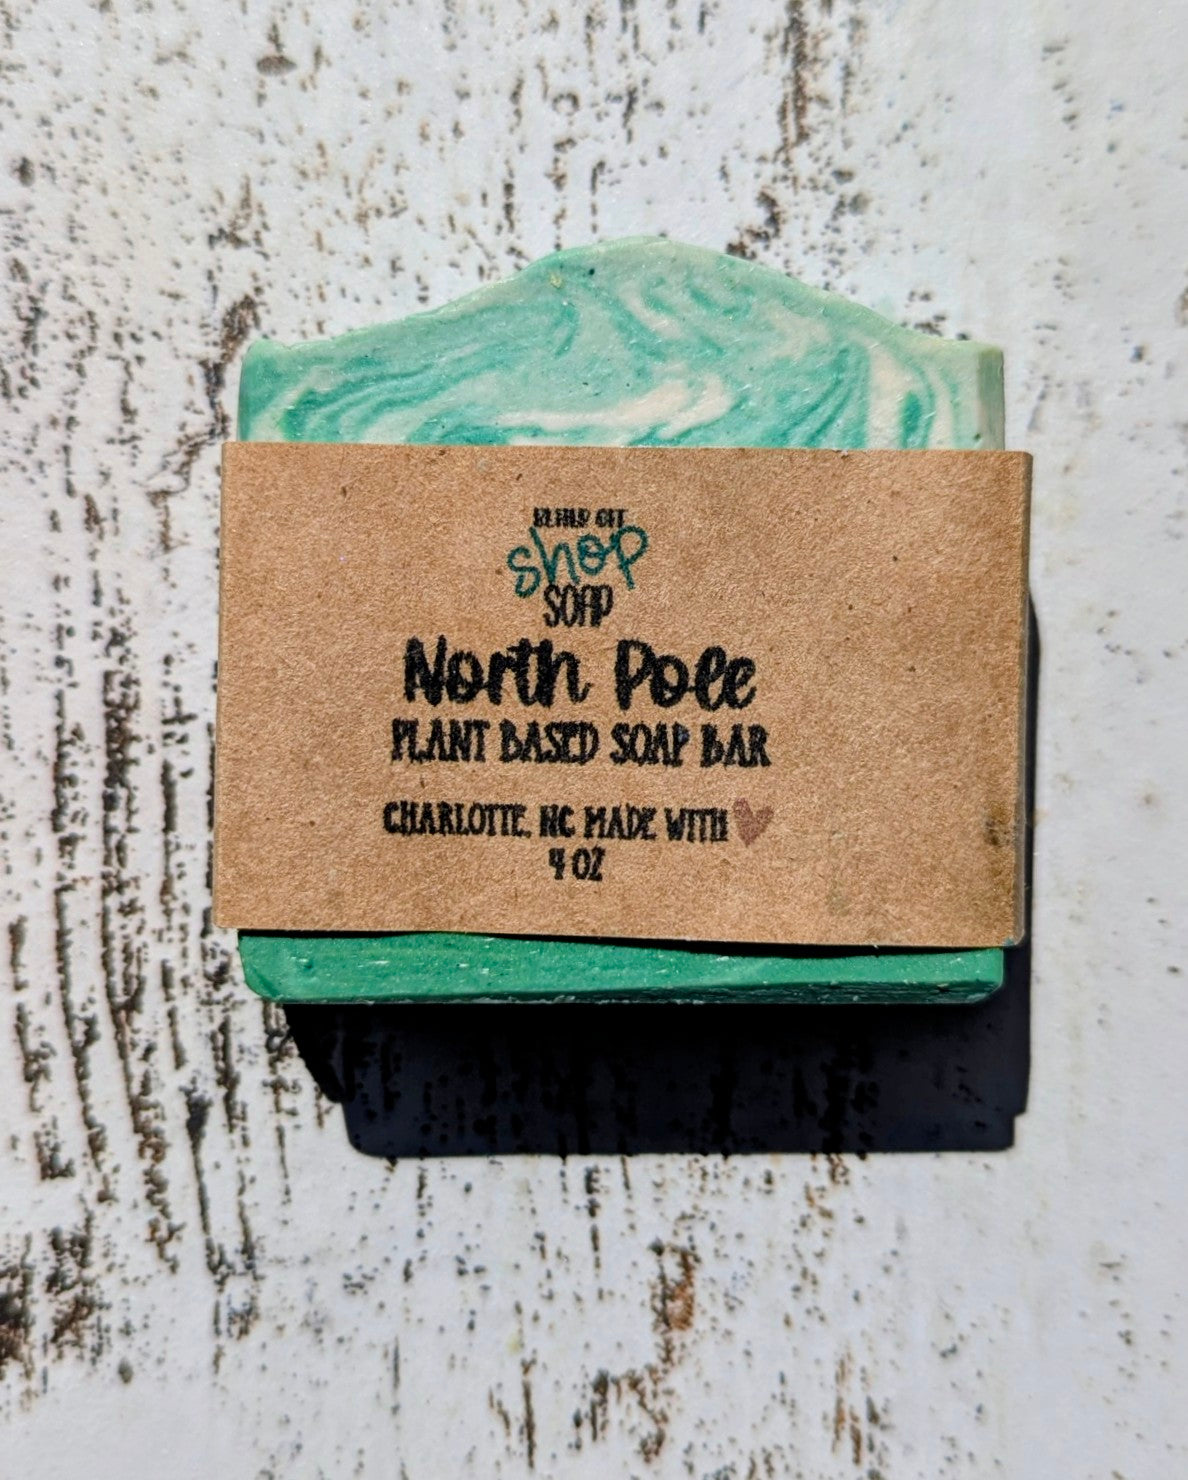 shop
SOAP
North Pole
PLANT BASED SOAP BAR
CHARLOTTE, NC MADE WITH
4 OZ